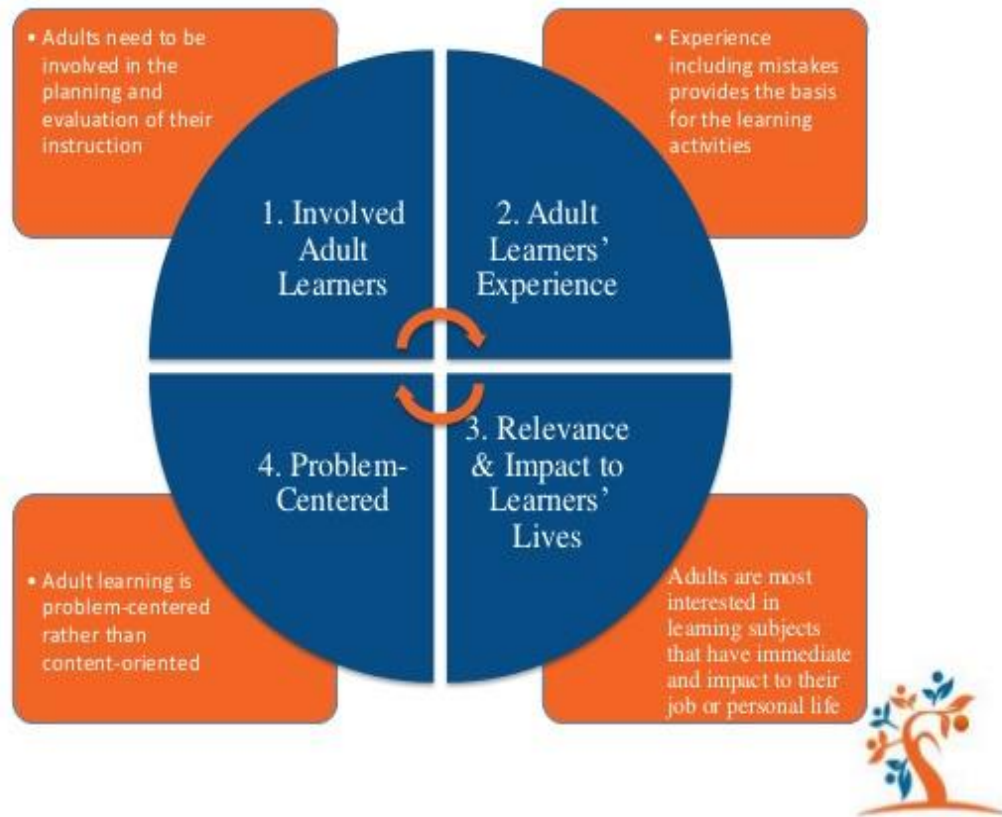 • Adults need to be
involved in the
planning and
evaluation of their
instruction
• Experience
including mistakes
provides the basis
for the learning
activities
1. Involved
Adult
Learners
2. Adult
Learners’
Experience
4. Problem-
Centered
3. Relevance
& Impact to
Learners’
Lives
• Adult learning is
problem-centered
rather than
content-oriented
Adults are most
interested in
learning subjects
that have immediate
and impact to their
job or personal life